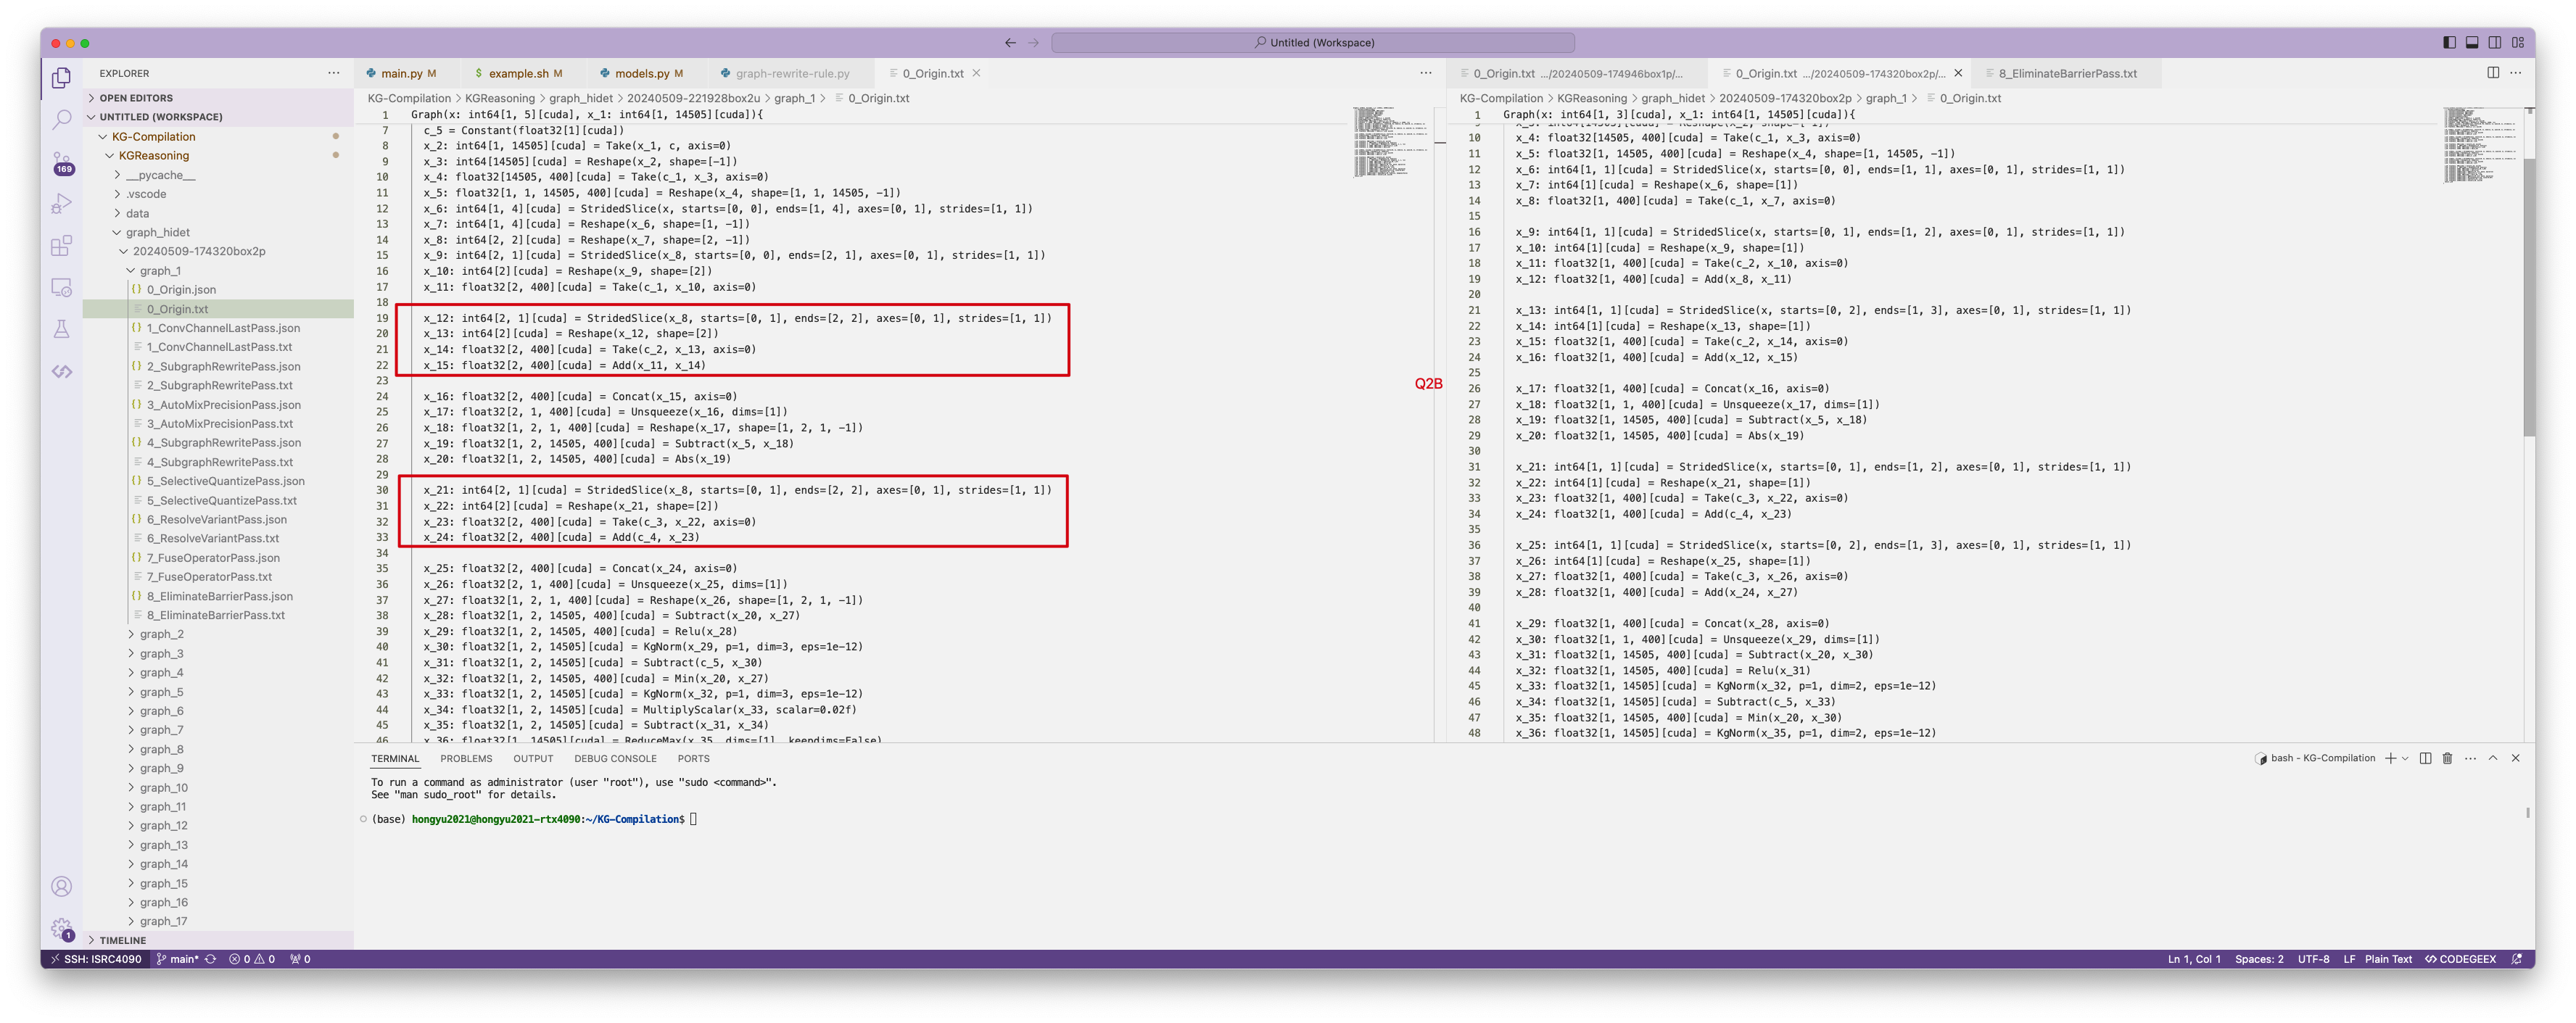 Untitled (Workspace)
EXPLORER
OPEN EDITORS
UNTITLED (WORKSPACE)
KG-Compilation
KGReasoning
__pycache__
.vscode
data
graph_hidet
20240509-174320box2p
graph_1
{} 0_Origin.json
0_Origin.txt
{} 1_ConvChannelLastPass.json
1_ConvChannelLastPass.txt
{} 2_SubgraphRewritePass.json
2_SubgraphRewritePass.txt
{} 3_AutoMixPrecisionPass.json
3_AutoMixPrecisionPass.txt
{} 4_SubgraphRewritePass.json
4_SubgraphRewritePass.txt
{} 5_SelectiveQuantizePass.json
5_SelectiveQuantizePass.txt
{} 6_ResolveVariantPass.json
6_ResolveVariantPass.txt
{} 7_FuseOperatorPass.json
7_FuseOperatorPass.txt
{} 8_EliminateBarrierPass.json
8_EliminateBarrierPass.txt
graph_2
graph_3
graph_4
graph_5
graph_6
graph_7
graph_8
graph_9
graph_10
graph_11
graph_12
graph_13
graph_14
graph_15
graph_16
graph_17
TIMELINE
169
1
main.py M
$ example.sh M
models.py M
graph-rewrite-rule.py
0_Origin.txt
KG-Compilation > KGReasoning > graph_hidet > 20240509-221928box2u > graph_1 > 0_Origin.txt
1 Graph(x: int64[1, 5][cuda], x_1: int64[1, 14505][cuda]){
7 c_5 = Constant(float32[1][cuda])
8 x_2: int64[1, 14505][cuda] = Take(x_1, c, axis=0)
9 x_3: int64[14505][cuda] = Reshape(x_2, shape=[-1])
10 x_4: float32[14505, 400][cuda] = Take(c_1, x_3, axis=0)
11 x_5: float32[1, 1, 14505, 400][cuda] = Reshape(x_4, shape=[1, 1, 14505, -1])
12 x_6: int64[1, 4][cuda] = StridedSlice(x, starts=[0, 0], ends=[1, 4], axes=[0, 1], strides=[1, 1])
13 x_7: int64[1, 4][cuda] = Reshape(x_6, shape=[1, -1])
14 x_8: int64[2, 2][cuda] = Reshape(x_7, shape=[2, -1])
15 x_9: int64[2, 1][cuda] = StridedSlice(x_8, starts=[0, 0], ends=[2, 1], axes=[0, 1], strides=[1, 1])
16 x_10: int64[2][cuda] = Reshape(x_9, shape=[2])
17 x_11: float32[2, 400][cuda] = Take(c_1, x_10, axis=0)
18
19 x_12: int64[2, 1][cuda] = StridedSlice(x_8, starts=[0, 1], ends=[2, 2], axes=[0, 1], strides=[1, 1])
20 x_13: int64[2][cuda] = Reshape(x_12, shape=[2])
21 x_14: float32[2, 400][cuda] = Take(c_2, x_13, axis=0)
22 x_15: float32[2, 400][cuda] = Add(x_11, x_14)
23
24 x_16: float32[2, 400][cuda] = Concat(x_15, axis=0)
25 x_17: float32[2, 1, 400][cuda] = Unsqueeze(x_16, dims=[1])
26 x_18: float32[1, 2, 1, 400][cuda] = Reshape(x_17, shape=[1, 2, 1, -1])
27 x_19: float32[1, 2, 14505, 400][cuda] = Subtract(x_5, x_18)
28 x_20: float32[1, 2, 14505, 400][cuda] = Abs(x_19)
29
30 x_21: int64[2, 1][cuda] = StridedSlice(x_8, starts=[0, 1], ends=[2, 2], axes=[0, 1], strides=[1, 1])
31 x_22: int64[2][cuda] = Reshape(x_21, shape=[2])
32 x_23: float32[2, 400][cuda] = Take(c_3, x_22, axis=0)
33 x_24: float32[2, 400][cuda] = Add(c_4, x_23)
34
35 x_25: float32[2, 400][cuda] = Concat(x_24, axis=0)
36 x_26: float32[2, 1, 400][cuda] = Unsqueeze(x_25, dims=[1])
37 x_27: float32[1, 2, 1, 400][cuda] = Reshape(x_26, shape=[1, 2, 1, -1])
38 x_28: float32[1, 2, 14505, 400][cuda] = Subtract(x_20, x_27)
39 x_29: float32[1, 2, 14505, 400][cuda] = Relu(x_28)
40 x_30: float32[1, 2, 14505][cuda] = KgNorm(x_29, p=1, dim=3, eps=1e-12)
41 x_31: float32[1, 2, 14505][cuda] = Subtract(c_5, x_30)
42 x_32: float32[1, 2, 14505, 400][cuda] = Min(x_20, x_27)
43 x_33: float32[1, 2, 14505][cuda] = KgNorm(x_32, p=1, dim=3, eps=1e-12)
44 x_34: float32[1, 2, 14505][cuda] = MultiplyScalar(x_33, scalar=0.02f)
45 x_35: float32[1, 2, 14505][cuda] = Subtract(x_31, x_34)
46 x_36: float32[1, 14505][cuda] = ReduceMax(x_35, dims=[1], keepdims=False)
Q2B
0_Origin.txt .../20240509-174946box1p/...
0_Origin.txt .../20240509-174320box2p/...
8_EliminateBarrierPass.txt
KG-Compilation > KGReasoning > graph_hidet > 20240509-174320box2p > graph_1 > 0_Origin.txt
1 Graph(x: int64[1, 3][cuda], x_1: int64[1, 14505][cuda]){
9 x_3: int64[14505][cuda] = Reshape(x_2, shape=[-1])
10 x_4: float32[14505, 400][cuda] = Take(c_1, x_3, axis=0)
11 x_5: float32[1, 14505, 400][cuda] = Reshape(x_4, shape=[1, 14505, -1])
12 x_6: int64[1, 1][cuda] = StridedSlice(x, starts=[0, 0], ends=[1, 1], axes=[0, 1], strides=[1, 1])
13 x_7: int64[1][cuda] = Reshape(x_6, shape=[1])
14 x_8: float32[1, 400][cuda] = Take(c_1, x_7, axis=0)
15
16 x_9: int64[1, 1][cuda] = StridedSlice(x, starts=[0, 1], ends=[1, 2], axes=[0, 1], strides=[1, 1])
17 x_10: int64[1][cuda] = Reshape(x_9, shape=[1])
18 x_11: float32[1, 400][cuda] = Take(c_2, x_10, axis=0)
19 x_12: float32[1, 400][cuda] = Add(x_8, x_11)
20
21 x_13: int64[1, 1][cuda] = StridedSlice(x, starts=[0, 2], ends=[1, 3], axes=[0, 1], strides=[1, 1])
22 x_14: int64[1][cuda] = Reshape(x_13, shape=[1])
23 x_15: float32[1, 400][cuda] = Take(c_2, x_14, axis=0)
24 x_16: float32[1, 400][cuda] = Add(x_12, x_15)
25
26 x_17: float32[1, 400][cuda] = Concat(x_16, axis=0)
27 x_18: float32[1, 1, 400][cuda] = Unsqueeze(x_17, dims=[1])
28 x_19: float32[1, 14505, 400][cuda] = Subtract(x_5, x_18)
29 x_20: float32[1, 14505, 400][cuda] = Abs(x_19)
30
31 x_21: int64[1, 1][cuda] = StridedSlice(x, starts=[0, 1], ends=[1, 2], axes=[0, 1], strides=[1, 1])
32 x_22: int64[1][cuda] = Reshape(x_21, shape=[1])
33 x_23: float32[1, 400][cuda] = Take(c_3, x_22, axis=0)
34 x_24: float32[1, 400][cuda] = Add(c_4, x_23)
35
36 x_25: int64[1, 1][cuda] = StridedSlice(x, starts=[0, 2], ends=[1, 3], axes=[0, 1], strides=[1, 1])
37 x_26: int64[1][cuda] = Reshape(x_25, shape=[1])
38 x_27: float32[1, 400][cuda] = Take(c_3, x_26, axis=0)
39 x_28: float32[1, 400][cuda] = Add(x_24, x_27)
40
41 x_29: float32[1, 400][cuda] = Concat(x_28, axis=0)
42 x_30: float32[1, 1, 400][cuda] = Unsqueeze(x_29, dims=[1])
43 x_31: float32[1, 14505, 400][cuda] = Subtract(x_20, x_30)
44 x_32: float32[1, 14505, 400][cuda] = Relu(x_31)
45 x_33: float32[1, 14505][cuda] = KgNorm(x_32, p=1, dim=2, eps=1e-12)
46 x_34: float32[1, 14505][cuda] = Subtract(c_5, x_33)
47 x_35: float32[1, 14505, 400][cuda] = Min(x_20, x_30)
48 x_36: float32[1, 14505][cuda] = KgNorm(x_35, p=1, dim=2, eps=1e-12)
TERMINAL PROBLEMS OUTPUT DEBUG CONSOLE PORTS
bash - KG-Compilation
To run a command as administrator (user "root"), use "sudo <command>".
See "man sudo_root" for details.
(base) hongyu2021@hongyu2021-rtx4090:~/KG-Compilation$
SSH: ISRC4090 main* 0 0 0
Ln 1, Col 1 Spaces: 2 UTF-8 LF Plain Text CODEGEEX